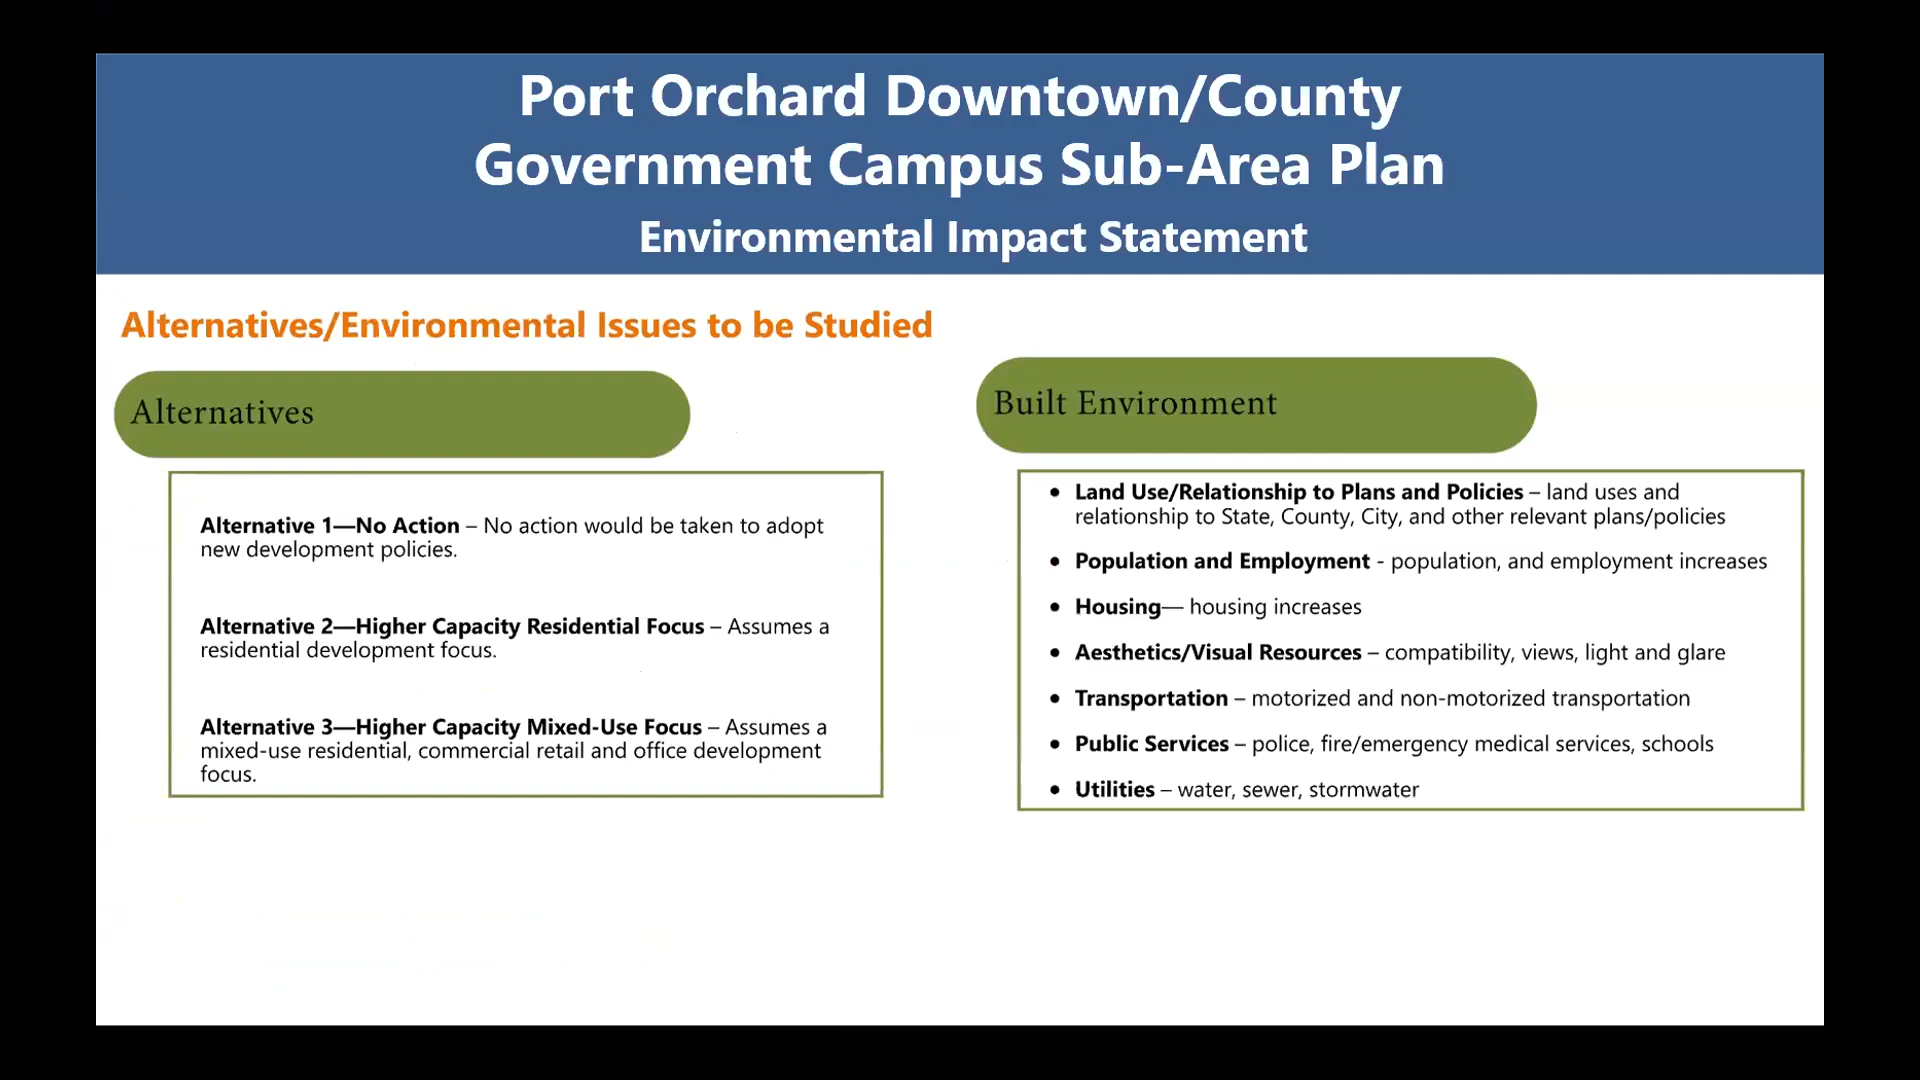 Port Orchard Downtown/County
Government Campus Sub-Area Plan
Environmental Impact Statement
Alternatives/Environmental Issues to be Studied
Alternatives
Alternative 1—No Action – No action would be taken to adopt
new development policies.
Alternative 2—Higher Capacity Residential Focus – Assumes a
residential development focus.
Alternative 3—Higher Capacity Mixed-Use Focus – Assumes a
mixed-use residential, commercial retail and office development
focus.
Built Environment
• Land Use/Relationship to Plans and Policies – land uses and
relationship to State, County, City, and other relevant plans/policies
• Population and Employment - population, and employment increases
• Housing— housing increases
• Aesthetics/Visual Resources – compatibility, views, light and glare
• Transportation – motorized and non-motorized transportation
• Public Services – police, fire/emergency medical services, schools
• Utilities – water, sewer, stormwater